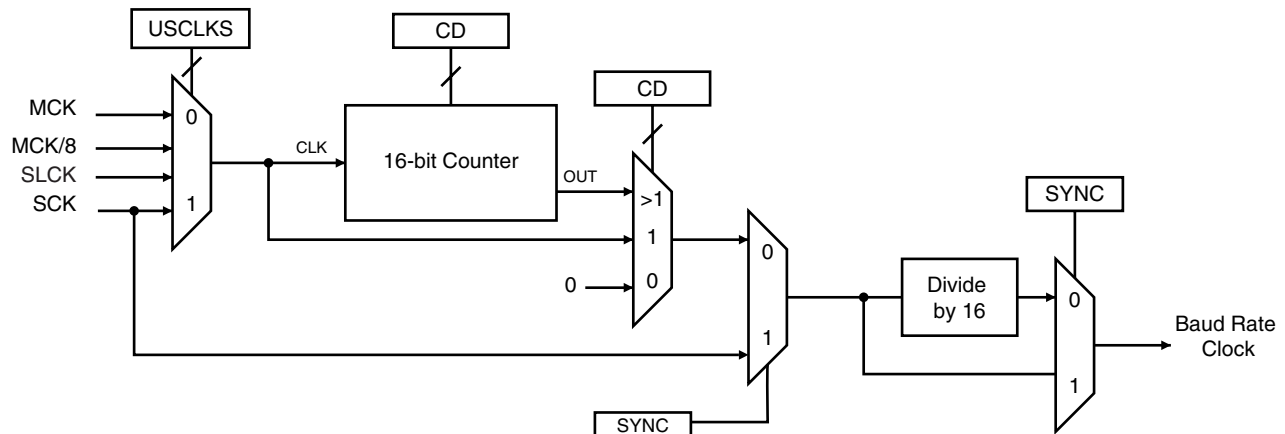 USCLKS
CD
CD
MCK
0
MCK/8
CLK
16-bit Counter
SLCK
OUT
SCK
1
>1
SYNC
1
0
0
0
Divide
by 16
0
Baud Rate
Clock
1
1
SYNC